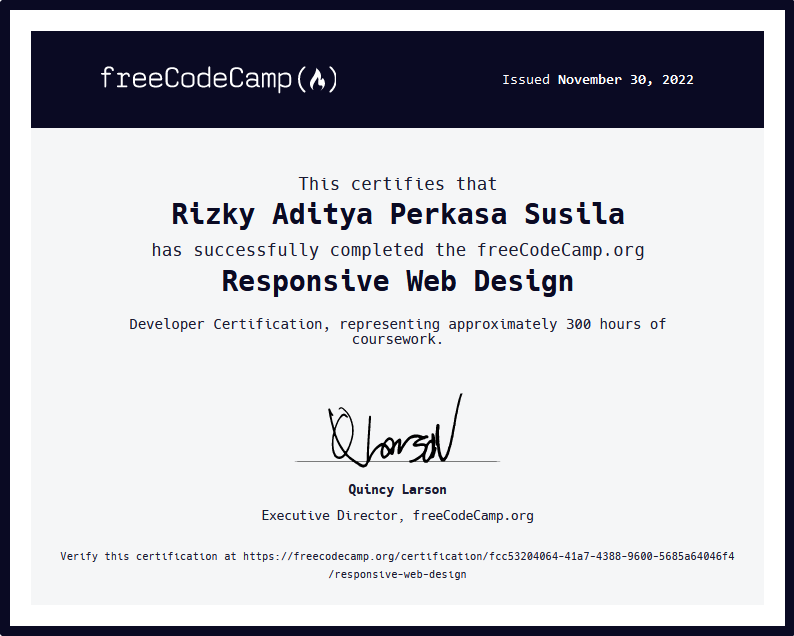 freeCodeCamp
Issued November 30, 2022
This certifies that
Rizky Aditya Perkasa Susila
has successfully completed the freeCodeCamp.org
Responsive Web Design
Developer Certification, representing approximately 300 hours of
coursework.
Q Larson
Quincy Larson
Executive Director, freeCodeCamp.org
Verify this certification at https://freecodecamp.org/certification/fcc53204064-41a7-4388-9600-5685a64046f4
/responsive-web-design